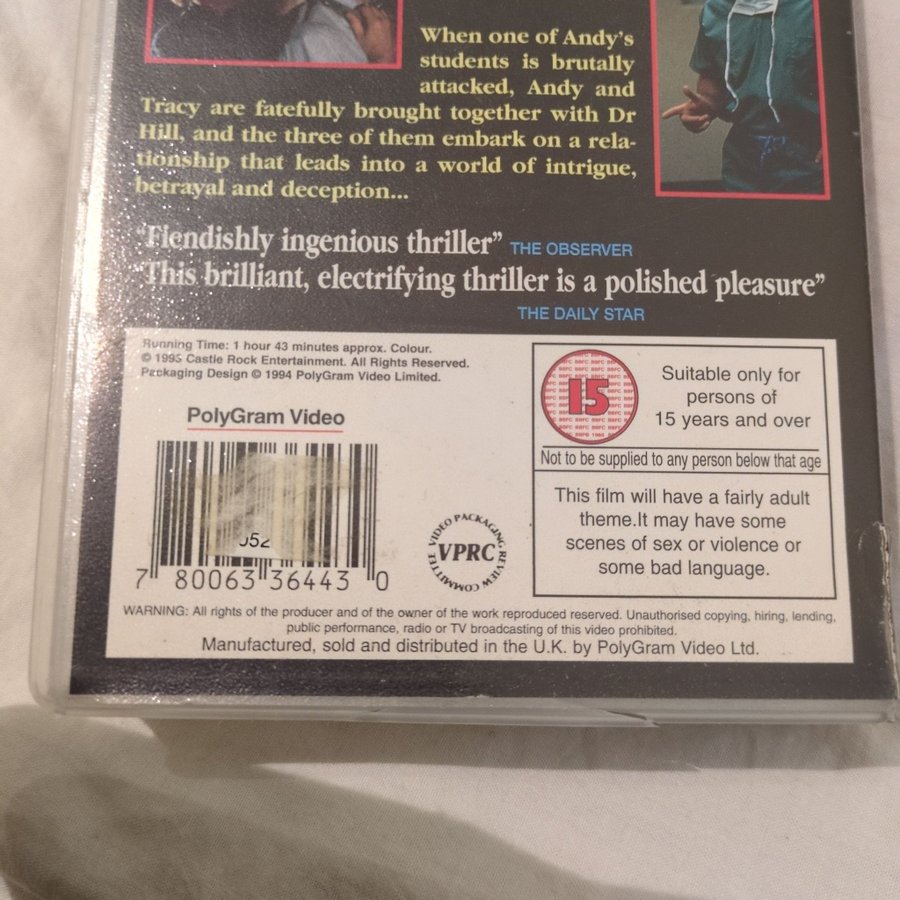 When one of Andy's
students is brutally
attacked, Andy and
Tracy are fatefully brought together with Dr
Hill, and the three of them embark on a rela-
tionship that leads into a world of intrigue,
betrayal and deception...
"Fiendishly ingenious thriller" THE OBSERVER
"This brilliant, electrifying thriller is a polished pleasure"
THE DAILY STAR
Running Time: 1 hour 43 minutes approx. Colour.
© 1993 Castle Rock Entertainment. All Rights Reserved.
Packaging Design © 1994 PolyGram Video Limited.
PolyGram Video
052
7 80063 36443 0
VIDEO PACKAGING REVIEW COMMITTEE
VPRC
15
Suitable only for
persons of
15 years and over
Not to be supplied to any person below that age
This film will have a fairly adult
theme.It may have some
scenes of sex or violence or
some bad language.
WARNING: All rights of the producer and of the owner of the work reproduced reserved. Unauthorised copying, hiring, lending,
public performance, radio or TV broadcasting of this video prohibited.
Manufactured, sold and distributed in the U.K. by PolyGram Video Ltd.